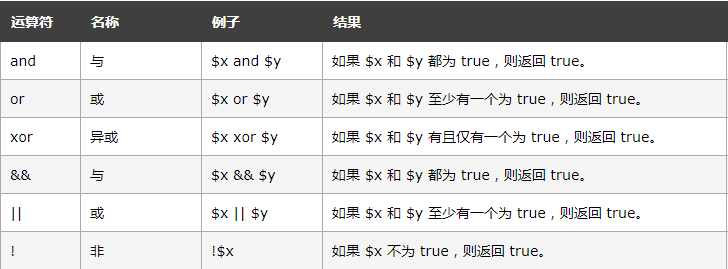 运算符 名称 例子 结果
and 与 $x and $y 如果 $x 和 $y 都为 true，则返回 true。
or 或 $x or $y 如果 $x 和 $y 至少有一个为 true，则返回 true。
xor 异或 $x xor $y 如果 $x 和 $y 有且仅有一个为 true，则返回 true。
&& 与 $x && $y 如果 $x 和 $y 都为 true，则返回 true。
|| 或 $x || $y 如果 $x 和 $y 至少有一个为 true，则返回 true。
! 非 !$x 如果 $x 不为 true，则返回 true。